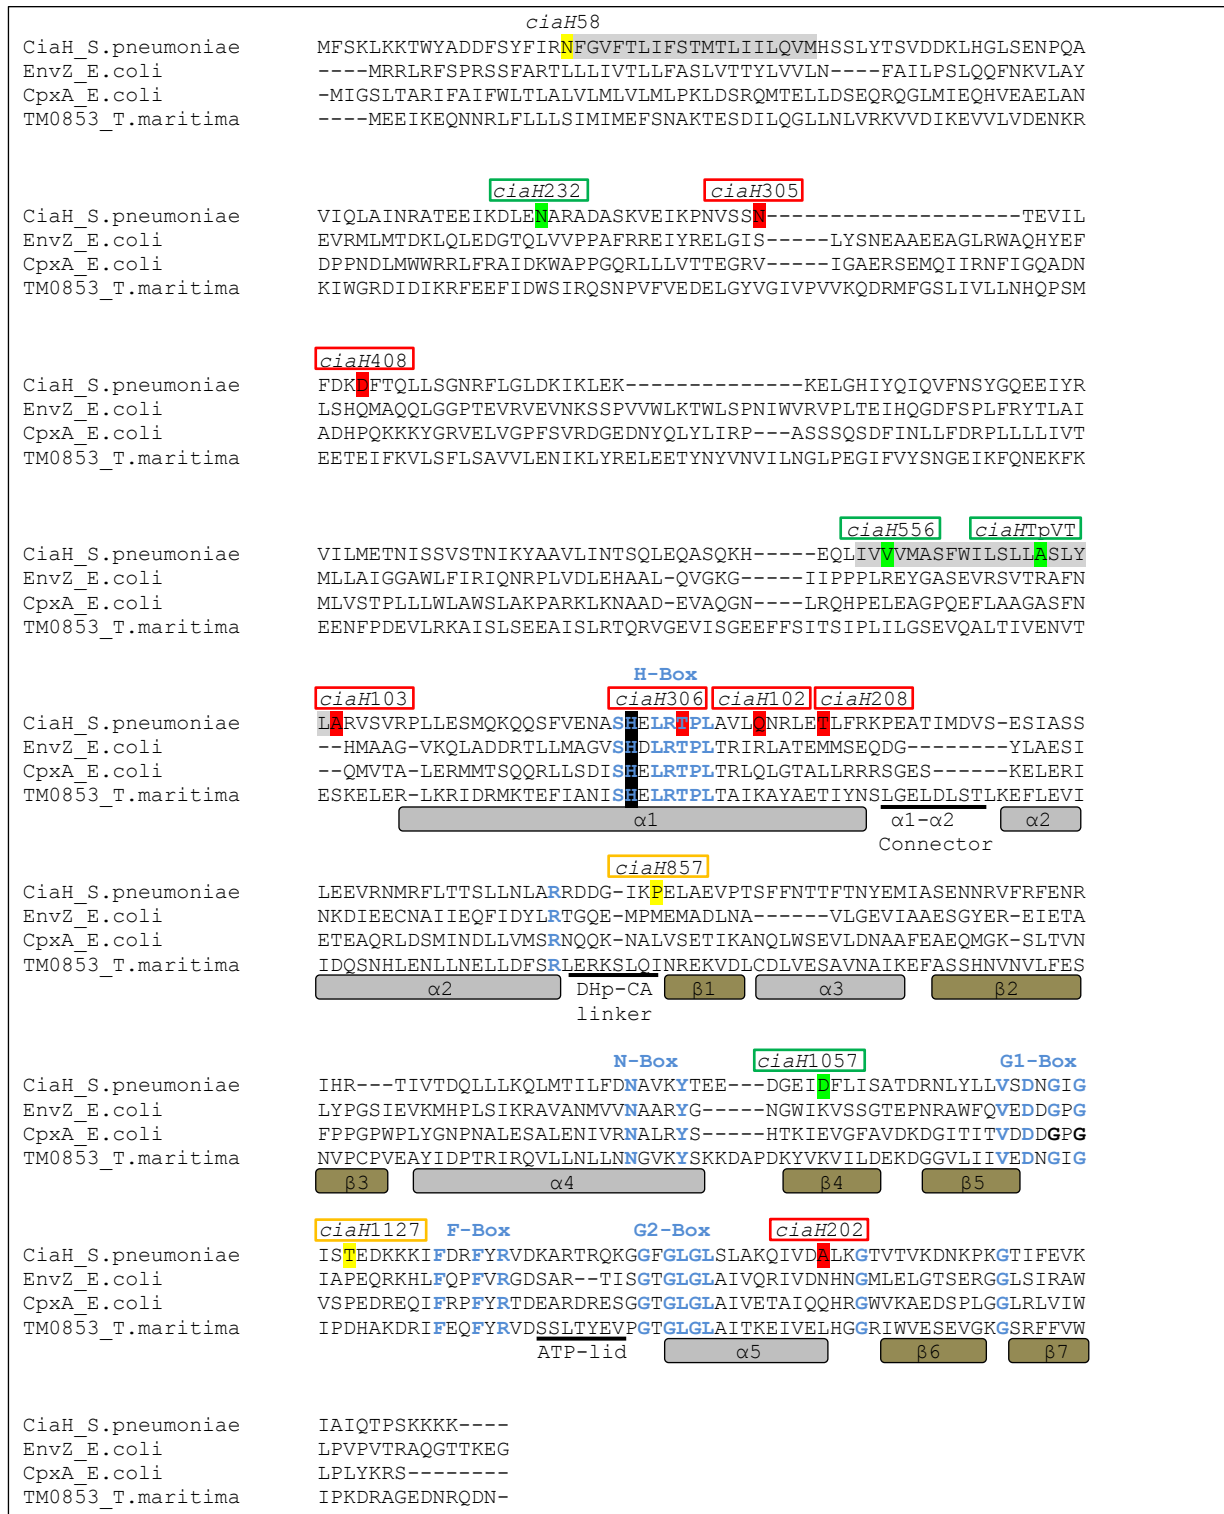 ciaH58
CiaH_S.pneumoniae MFSKLKKTWYADDFSYFIRNFGVFTLIFSTMTLIILQVMHSSLYTSVDDKLHGLSENPQA
EnvZ_E.coli ----MRRLRFSPRSSFARTLLLIVTLLFASLVTTYLVVLN----FAILPSLQQFNKVLAY
CpxA_E.coli -MIGSLTARIFAIFWLTLALVLMLVLMLPKLDSRQMTELLDSEQRQGLMIEQHVEAELAN
TM0853_T.maritima ----MEEIKEQNNRLFLLLSIMIMEFSNAKTESDILQGLLNLVRKVVDIKEVVLVDENKR
ciaH232 ciaH305
CiaH_S.pneumoniae VIQLAINRATEEIKDLENARADASKVEIKPNVSSN--------------------TEVIL
EnvZ_E.coli EVRMLMTDKLQLEDGTQLVVPPAFRREIYRELGIS-----LYSNEAAEEAGLRWAQHYEF
CpxA_E.coli DPPNDLMWWRRLFRAIDKWAPPGQRLLLVTTEGRV-----IGAERSEMQIIRNFIGQADN
TM0853_T.maritima KIWGRDIDIKRFEEFIDWSIRQSNPVFVEDELGYVGIVPVVKQDRMFGSLIVLLNHQPSM
ciaH408
CiaH_S.pneumoniae FDKDFTQLLSGNRFLGLDKIKLEK-------------KELGHIYQIQVFNSYGQEEIYR
EnvZ_E.coli LSHQMAQQLGGPTEVRVEVNKSSPVVWLKTWLSPNIWVRVPLTEIHQGDFSPLFRYTLAI
CpxA_E.coli ADHPQKKKYGRVELVGPFSVRDGEDNYQLYLIRP---ASSSQSDFINLLFDRPLLLLIVT
TM0853_T.maritima EETEIFKVLSFLSAVVLENIKLYRELEETYNYVNVILNGLPEGIFVYSNGEIKFQNEKFK
ciaH556 ciaHTpVT
CiaH_S.pneumoniae VILMETNISSVSTNIKYAAVLINTSQLEQASQKH-----EQLIVVVMASFWILSLLASLY
EnvZ_E.coli MLLAIGGAWLFIRIQNRPLVDLEHAAL-QVGKG-----IIPPPLREYGASEVRSVTRAFN
CpxA_E.coli MLVSTPLLLWLAWSLAKPARKLKNAAD-EVAQGN----LRQHPELEAGPQEFLAAGASFN
TM0853_T.maritima EENFPDEVLRKAISLSEEAISLRTQRVGEVISGEEFFSITSIPLILGSEVQALTIVENVT
H-Box
ciaH103 ciaH306 ciaH102 ciaH208
CiaH_S.pneumoniae LARVSVRPLLESMQKQQSFVENASHELRTPLAVLQNRLETLFRKPEATIMDVS-ESIASS
EnvZ_E.coli --HMAAG-VKQLADDRTLLMAGVSHDLRTPLTRIRLATEMMSEQDG--------YLAESI
CpxA_E.coli --QMVTA-LERMMTSQQRLLSDISHELRTPLTRLQLGTALLRRRSGES------KELERI
TM0853_T.maritima ESKELER-LKRIDRMKTEFIANISHELRTPLTAIKAYAETIYNSLGELDLSTLKEFLEVI
α1 α1-α2 α2
Connector
ciaH857
CiaH_S.pneumoniae LEEVRNMRFLTTSLLNLARRDDG-IKPELAEVPTSFFNTTFTNYEMIASENNRVFRFENR
EnvZ_E.coli NKDIEECNAIIEQFIDYLRTGQE-MPMEMADLNA------VLGEVIAAESGYER-EIETA
CpxA_E.coli ETEAQRLDSMINDLLVMSRNQQK-NALVSETIKANQLWSEVLDNAAFEAEQMGK-SLTVN
TM0853_T.maritima IDQSNHLENLLNELLDFSRLERKSLQINREKVDLCDLVESAVNAIKEFASSHNVNVLFES
α2 DHp-CA β1 α3 β2
linker
N-Box ciaH1057 G1-Box
CiaH_S.pneumoniae IHR---TIVTDQLLLKQLMTILFDNAVKYTEE---DGEIDFLISATDRNLYLLVSDNGIG
EnvZ_E.coli LYPGSIEVKMHPLSIKRAVANMVVNAARYG-----NGWIKVSSGTEPNRAWFQVEDDGPG
CpxA_E.coli FPPGPWPLYGNPNALESALENIVRNALRYS-----HTKIEVGFAVDKDGITITVDDDGPG
TM0853_T.maritima NVPCPVEAYIDPTRIRQVLLNLLNNGVKYSKKDAPDKYVKVILDEKDGGVLIIVEDNGIG
β3 α4 β4 β5
ciaH1127 F-Box G2-Box ciaH202
CiaH_S.pneumoniae ISTEDKKKIFDRFYRVDKARTRQKGGFGLGLSLAKQIVDALKGTVTVKDNKPKGTIFEVK
EnvZ_E.coli IAPEQRKHLFQPFVRGDSAR--TISGTGLGLAIVQRIVDNHNGMLELGTSERGGLSIRAW
CpxA_E.coli VSPEDREQIFRPFYRTDEARDRESGGTGLGLAIVETAIQQHRGWVKAEDSPLGGLRLVIW
TM0853_T.maritima IPDHAKDRIFEQFYRVDSSLTYEVPGTGLGLAITKEIVELHGGRIWVESEVGKGSRFFVW
ATP-lid α5 β6 β7
CiaH_S.pneumoniae IAIQTPSKKKK----
EnvZ_E.coli LPVPVTRAQGTTKEG
CpxA_E.coli LPLYKRS--------
TM0853_T.maritima IPKDRAGEDNRQDN-